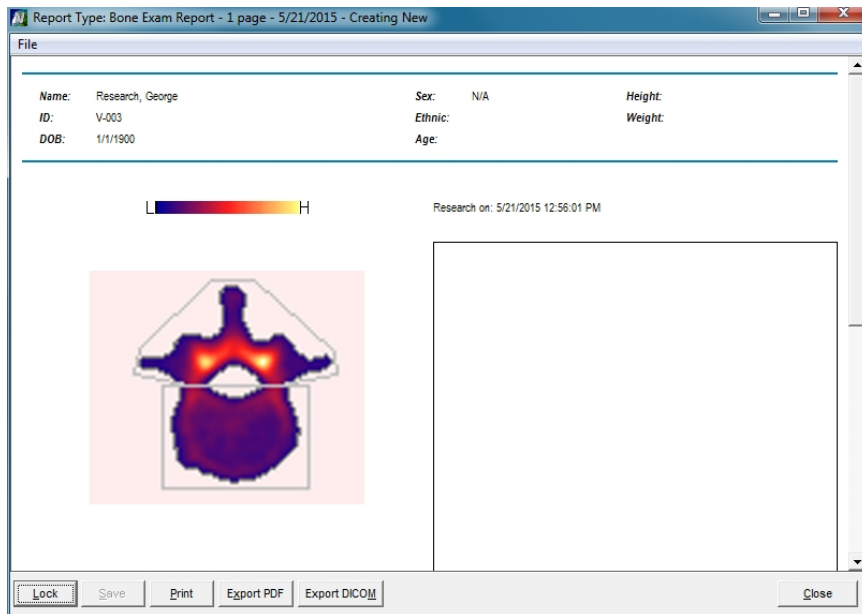 Report Type: Bone Exam Report - 1 page - 5/21/2015 - Creating New
File
Name: Research, George Sex: N/A Height:
ID: V-003 Ethnic: Weight:
DOB: 1/1/1900 Age:
L H
Research on: 5/21/2015 12:56:01 PM
Lock Save Print Export PDF Export DICOM Close